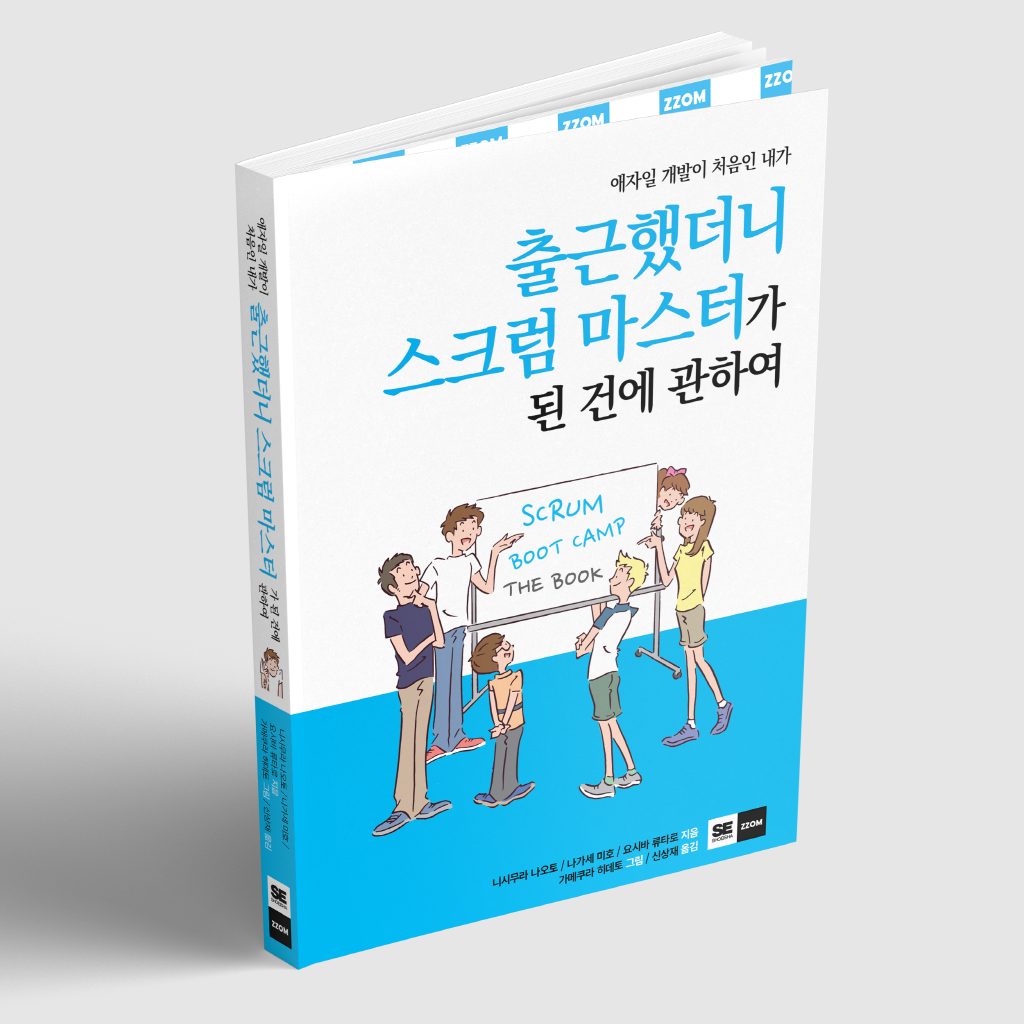 ZZOM
ZZOM
ZZOM
ZZOM
애자일 개발이 처음인 내가
출근했더니
스크럼 마스터가
된 건에 관하여
SCRUM
BOOT CAMP
THE BOOK
니시무라 나오토 / 나가세 미호 / 요시바 류타로 지음
가메쿠라 히데토 그림 / 신상재 옮김
SE
SHOEISHA
ZZOM
애자일 개발이
처음인 내가
출근했더니 스크럼 마스터
가 된 건에
관하여
니시무라 나오토 / 나가세 미호 /
요시바 류타로 지음
가메쿠라 히데토 그림 / 신상재 옮김
SE
SHOEISHA
ZZOM